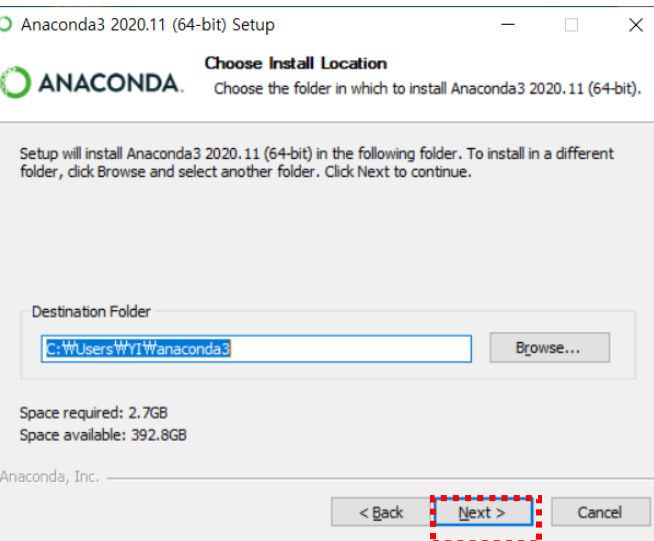 Anaconda3 2020.11 (64-bit) Setup
ANACONDA.
Choose Install Location
Choose the folder in which to install Anaconda3 2020.11 (64-bit).
Setup will install Anaconda3 2020.11 (64-bit) in the following folder. To install in a different
folder, click Browse and select another folder. Click Next to continue.
Destination Folder
C:₩Users₩YI₩anaconda3
Browse...
Space required: 2.7GB
Space available: 392.8GB
Anaconda, Inc.
< Back Next > Cancel